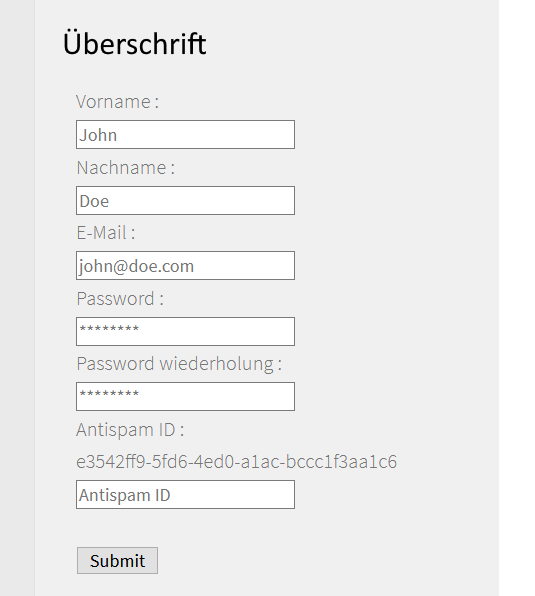 Überschrift
Vorname :
John
Nachname :
Doe
E-Mail :
john@doe.com
Password :
********
Password wiederholung :
********
Antispam ID :
e3542ff9-5fd6-4ed0-a1ac-bccc1f3aa1c6
Antispam ID
Submit